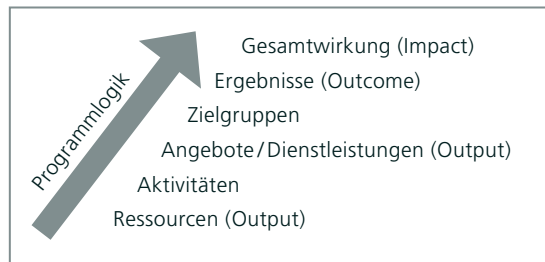 Gesamtwirkung (Impact)
Ergebnisse (Outcome)
Zielgruppen
Angebote/Dienstleistungen (Output)
Aktivitäten
Ressourcen (Output)
Programmlogik